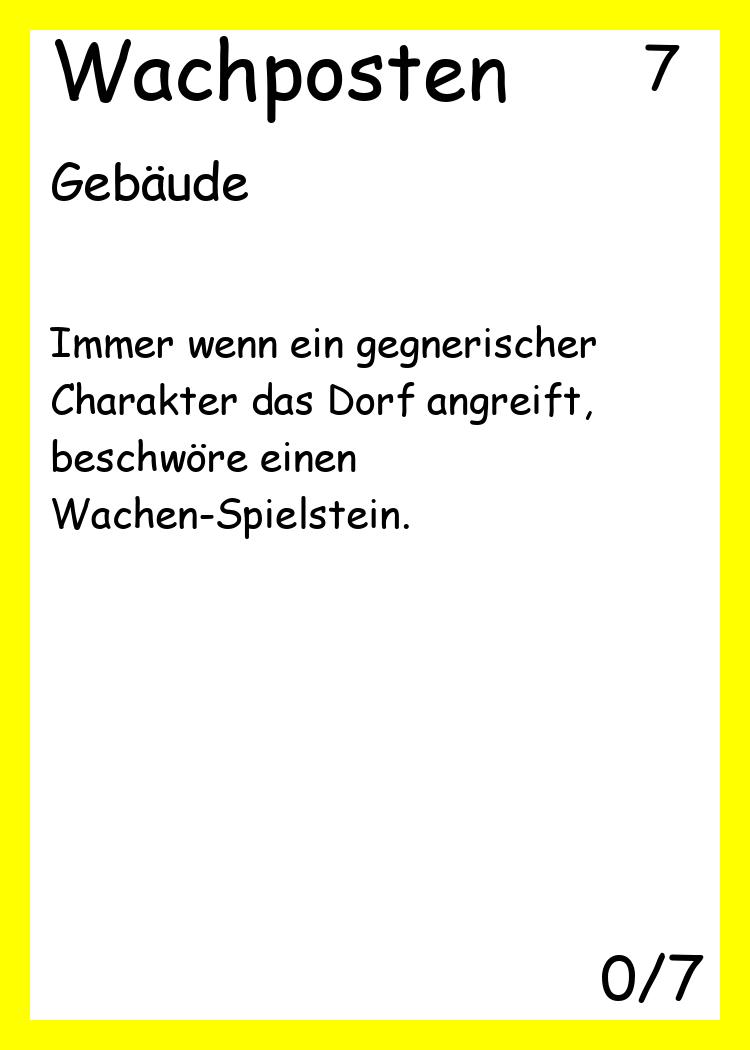 Wachposten 7
Gebäude
Immer wenn ein gegnerischer
Charakter das Dorf angreift,
beschwöre einen
Wachen-Spielstein.
0/7